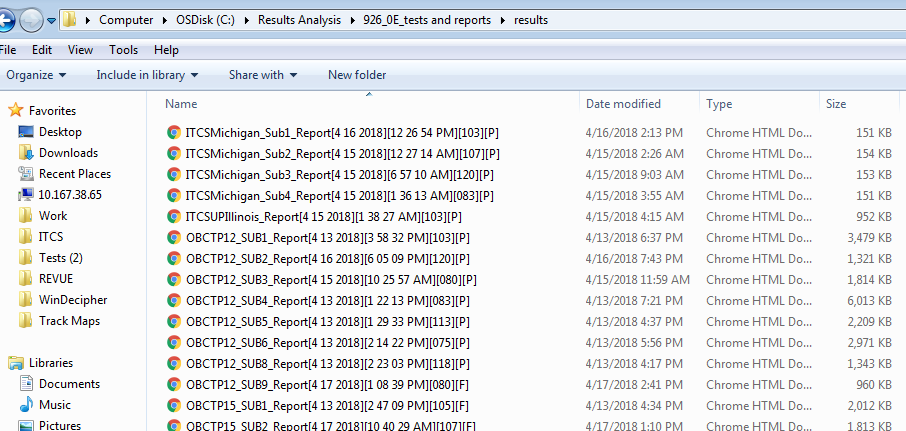 Computer ▸ OSDisk (C:) ▸ Results Analysis ▸ 926_0E_tests and reports ▸ results
File Edit View Tools Help
Organize Include in library Share with New folder
Favorites
Desktop
Downloads
Recent Places
10.167.38.65
Work
ITCS
Tests (2)
REVUE
WinDecipher
Track Maps
Libraries
Documents
Music
Pictures
Name Date modified Type Size
ITCSMichigan_Sub1_Report[4 16 2018][12 26 54 PM][103][P] 4/16/2018 2:13 PM Chrome HTML Do... 151 KB
ITCSMichigan_Sub2_Report[4 15 2018][12 27 14 AM][107][P] 4/15/2018 2:26 AM Chrome HTML Do... 154 KB
ITCSMichigan_Sub3_Report[4 15 2018][6 57 10 AM][120][P] 4/15/2018 9:03 AM Chrome HTML Do... 153 KB
ITCSMichigan_Sub4_Report[4 15 2018][1 36 13 AM][083][P] 4/15/2018 3:55 AM Chrome HTML Do... 151 KB
ITCSUPIllinois_Report[4 15 2018][1 38 27 AM][103][P] 4/15/2018 4:15 AM Chrome HTML Do... 952 KB
OBCTP12_SUB1_Report[4 13 2018][3 58 32 PM][103][P] 4/13/2018 6:37 PM Chrome HTML Do... 3,479 KB
OBCTP12_SUB2_Report[4 16 2018][6 05 09 PM][120][P] 4/16/2018 7:43 PM Chrome HTML Do... 1,321 KB
OBCTP12_SUB3_Report[4 15 2018][10 25 57 AM][080][P] 4/15/2018 11:59 AM Chrome HTML Do... 1,814 KB
OBCTP12_SUB4_Report[4 13 2018][1 22 13 PM][083][P] 4/13/2018 7:21 PM Chrome HTML Do... 6,013 KB
OBCTP12_SUB5_Report[4 13 2018][1 29 33 PM][113][P] 4/13/2018 4:37 PM Chrome HTML Do... 2,209 KB
OBCTP12_SUB6_Report[4 13 2018][2 14 22 PM][075][P] 4/13/2018 5:56 PM Chrome HTML Do... 2,971 KB
OBCTP12_SUB8_Report[4 13 2018][2 23 03 PM][118][P] 4/13/2018 4:17 PM Chrome HTML Do... 1,343 KB
OBCTP12_SUB9_Report[4 17 2018][1 08 39 PM][080][F] 4/17/2018 2:41 PM Chrome HTML Do... 960 KB
OBCTP15_SUB1_Report[4 13 2018][2 47 09 PM][105][F] 4/13/2018 4:34 PM Chrome HTML Do... 2,012 KB
OBCTP15_SUB2_Report[4 17 2018][10 40 29 AM][107][F] 4/17/2018 1:10 PM Chrome HTML Do... 1,813 KB